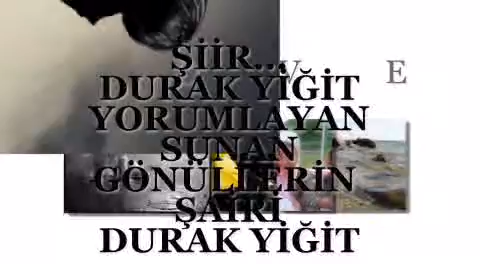 ŞİİR...
V E
DURAK YİĞİT
YORUMLAYAN
SUNAN
GÖNÜLLERİN
ŞAİRİ
DURAK YİĞİT